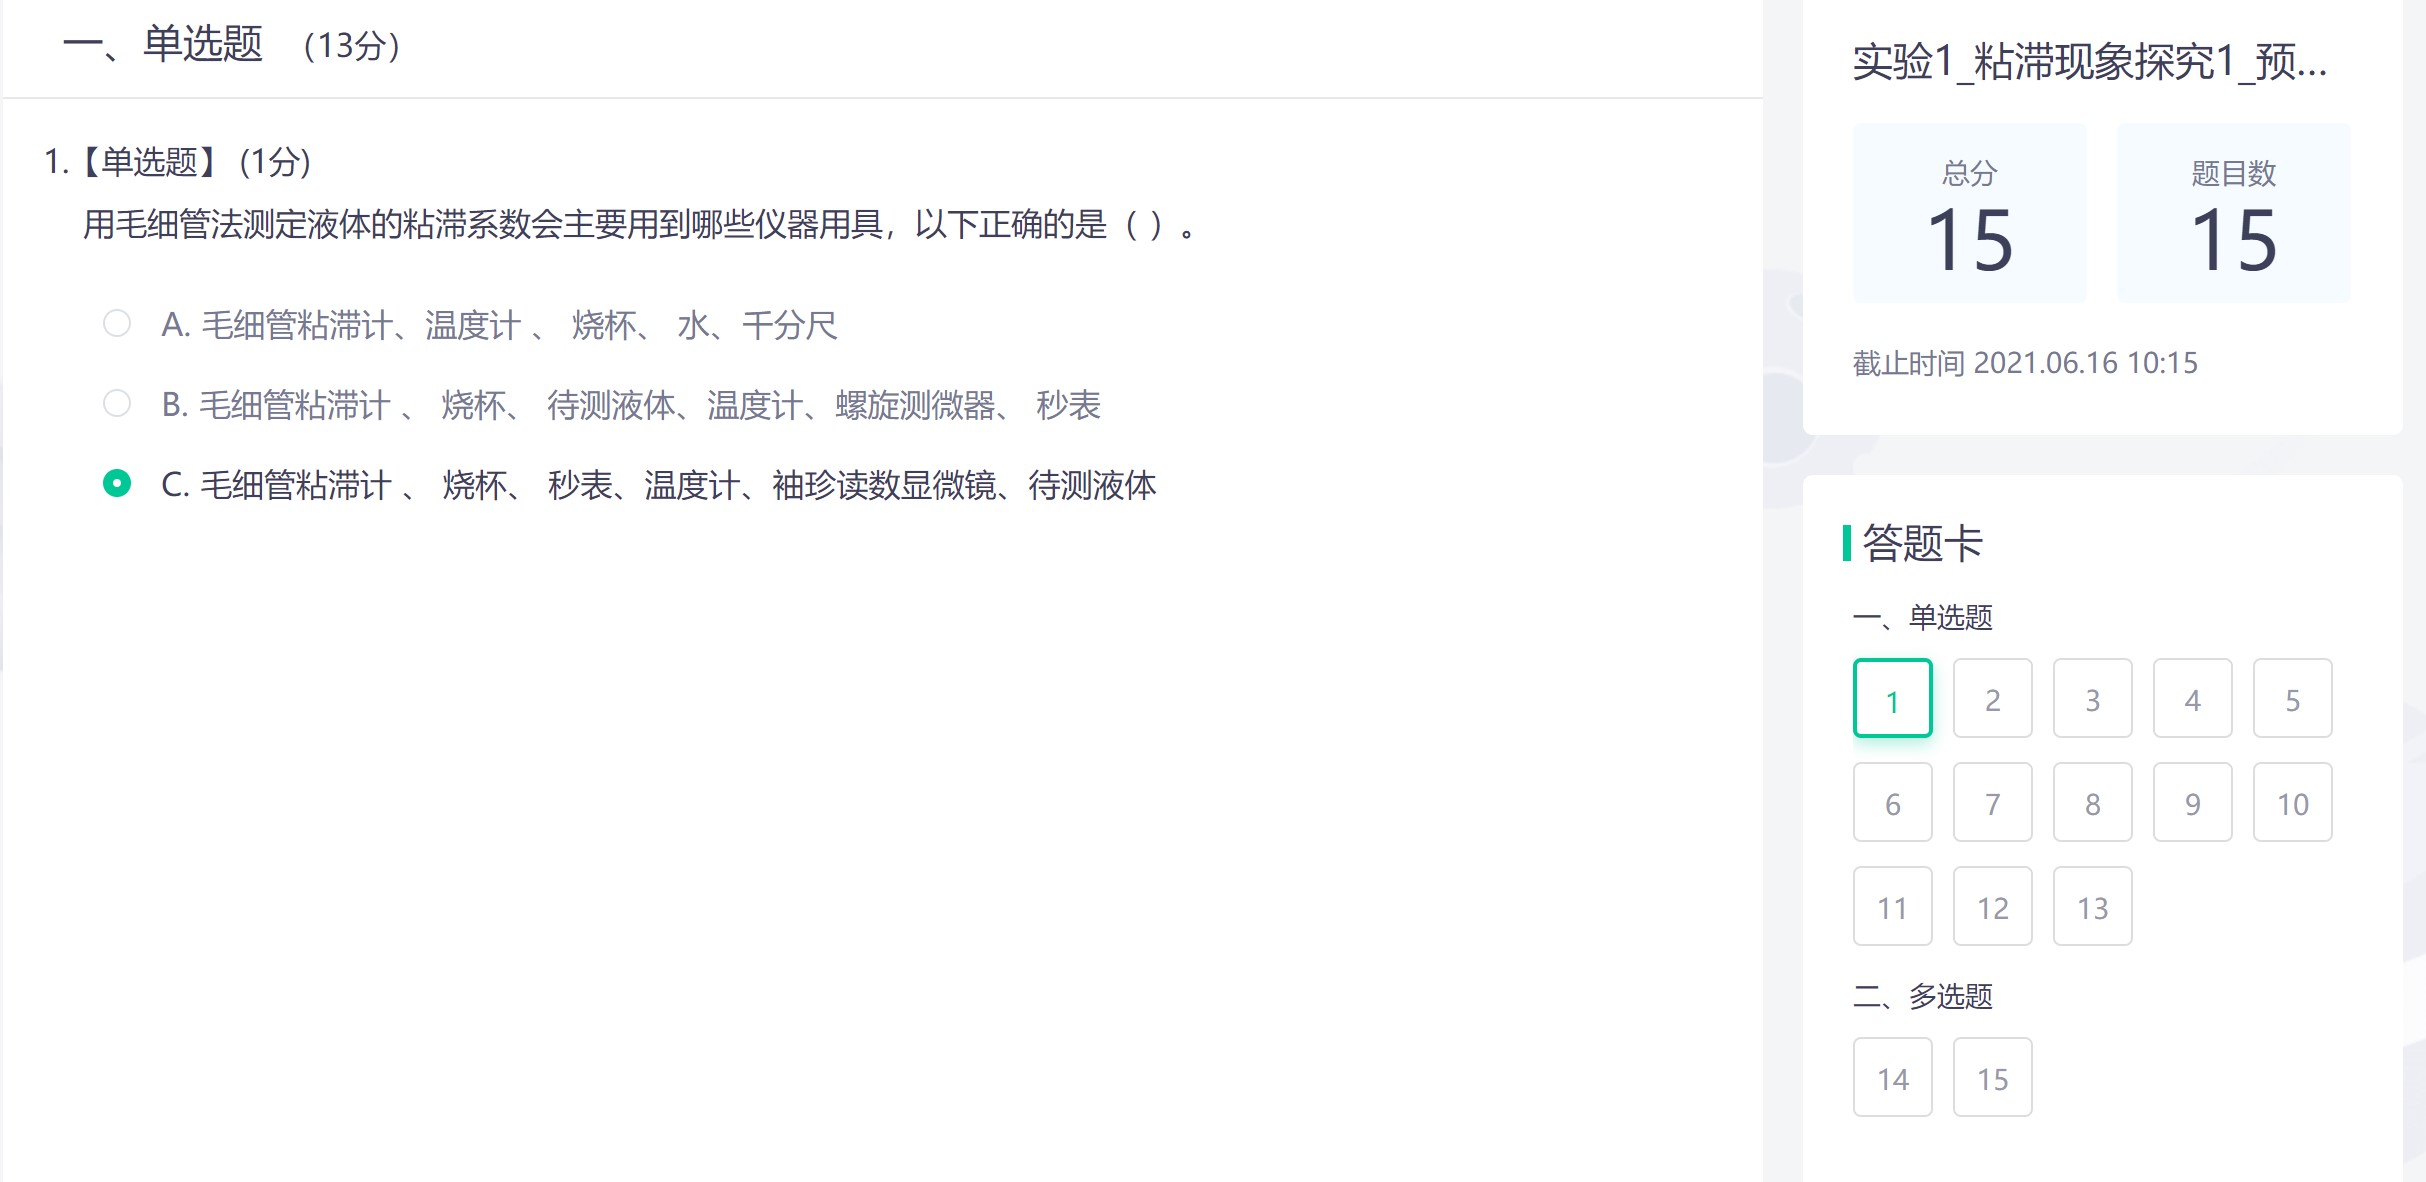 一、单选题 （13分）
1.【单选题】 (1分)
用毛细管法测定液体的粘滞系数会主要用到哪些仪器用具，以下正确的是（ ）。
A. 毛细管粘滞计、温度计 、 烧杯、 水、千分尺
B. 毛细管粘滞计 、 烧杯、 待测液体、温度计、螺旋测微器、 秒表
C. 毛细管粘滞计 、 烧杯、 秒表、温度计、袖珍读数显微镜、待测液体
实验1_粘滞现象探究1_预...
总分 题目数
15 15
截止时间 2021.06.16 10:15
答题卡
一、单选题
1 2 3 4 5
6 7 8 9 10
11 12 13
二、多选题
14 15